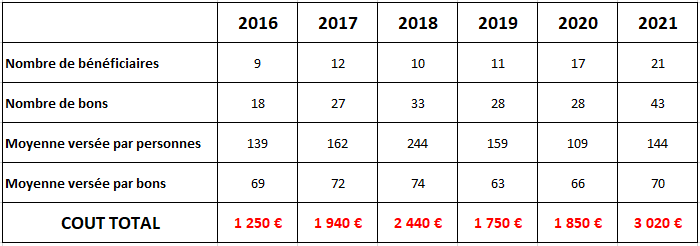 2016 2017 2018 2019 2020 2021
Nombre de bénéficiaires 9 12 10 11 17 21
Nombre de bons 18 27 33 28 28 43
Moyenne versée par personnes 139 162 244 159 109 144
Moyenne versée par bons 69 72 74 63 66 70
COUT TOTAL 1 250 € 1 940 € 2 440 € 1 750 € 1 850 € 3 020 €